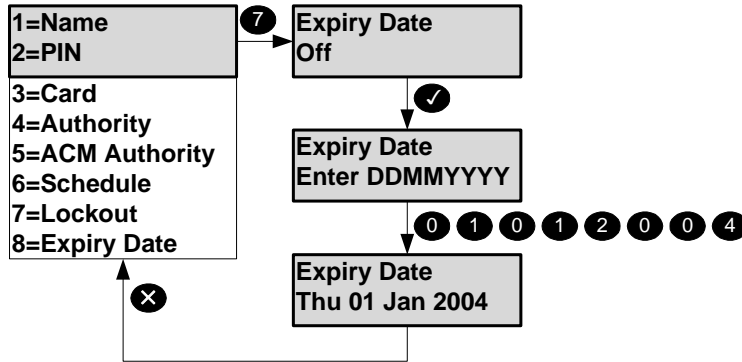 1=Name
2=PIN
3=Card
4=Authority
5=ACM Authority
6=Schedule
7=Lockout
8=Expiry Date
7
Expiry Date
Off
✓
Expiry Date
Enter DDMMYYYY
0 1 0 1 2 0 0 4
Expiry Date
Thu 01 Jan 2004
✕